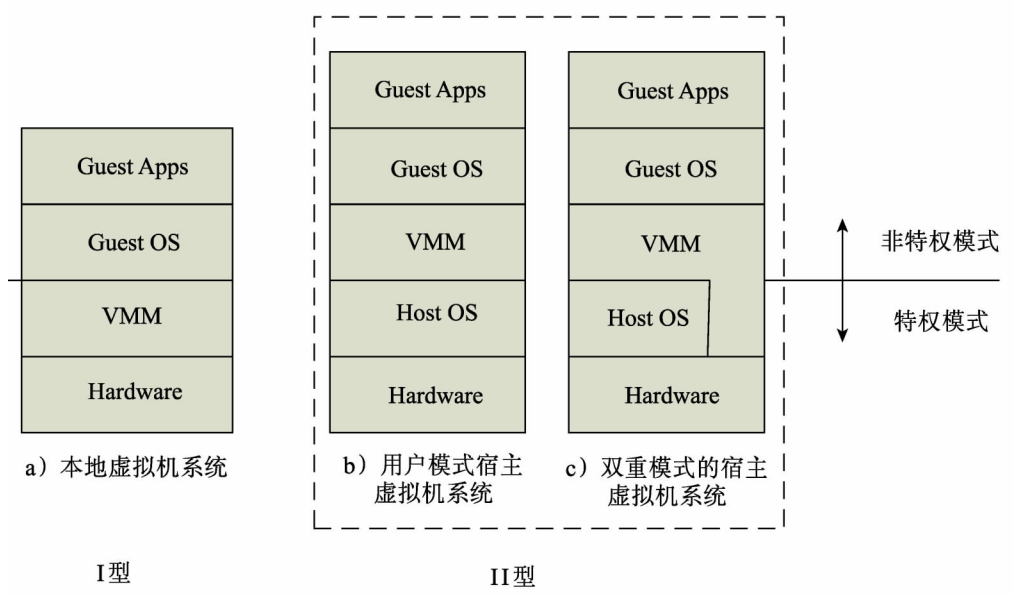 Guest Apps
Guest OS
VMM
Hardware
a）本地虚拟机系统
I型
Guest Apps
Guest OS
VMM
Host OS
Hardware
b）用户模式宿主
虚拟机系统
Guest Apps
Guest OS
VMM
Host OS
Hardware
c）双重模式的宿主
虚拟机系统
II型
非特权模式
特权模式